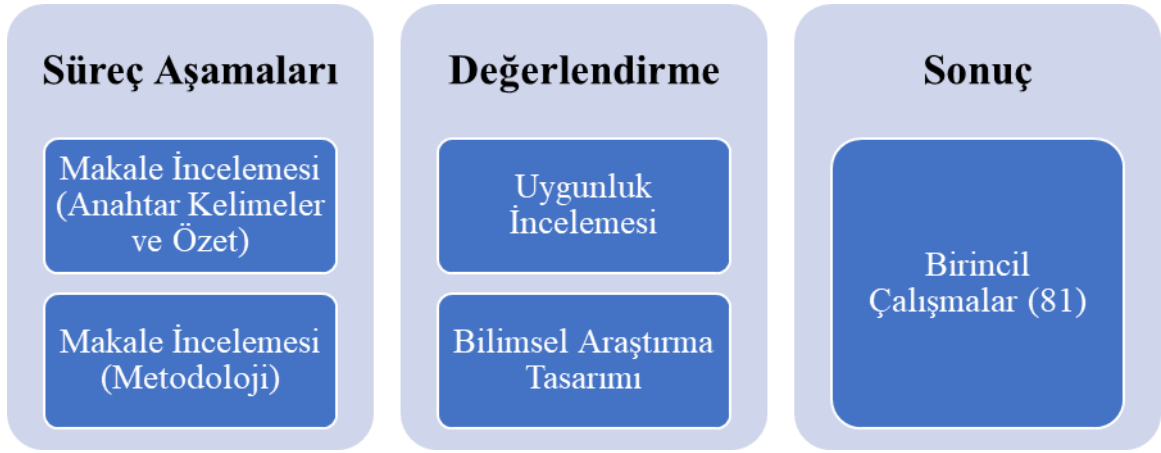 Süreç Aşamaları
Makale İncelemesi
(Anahtar Kelimeler
ve Özet)
Makale İncelemesi
(Metodoloji)
Değerlendirme
Uygunluk
İncelemesi
Bilimsel Araştırma
Tasarımı
Sonuç
Birincil
Çalışmalar (81)